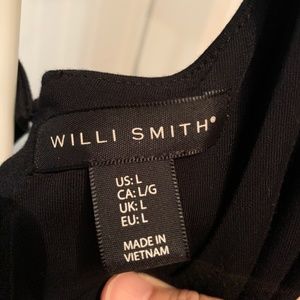 WILLI SMITH®
US: L
CA: L/G
UK: L
EU: L
MADE IN
VIETNAM